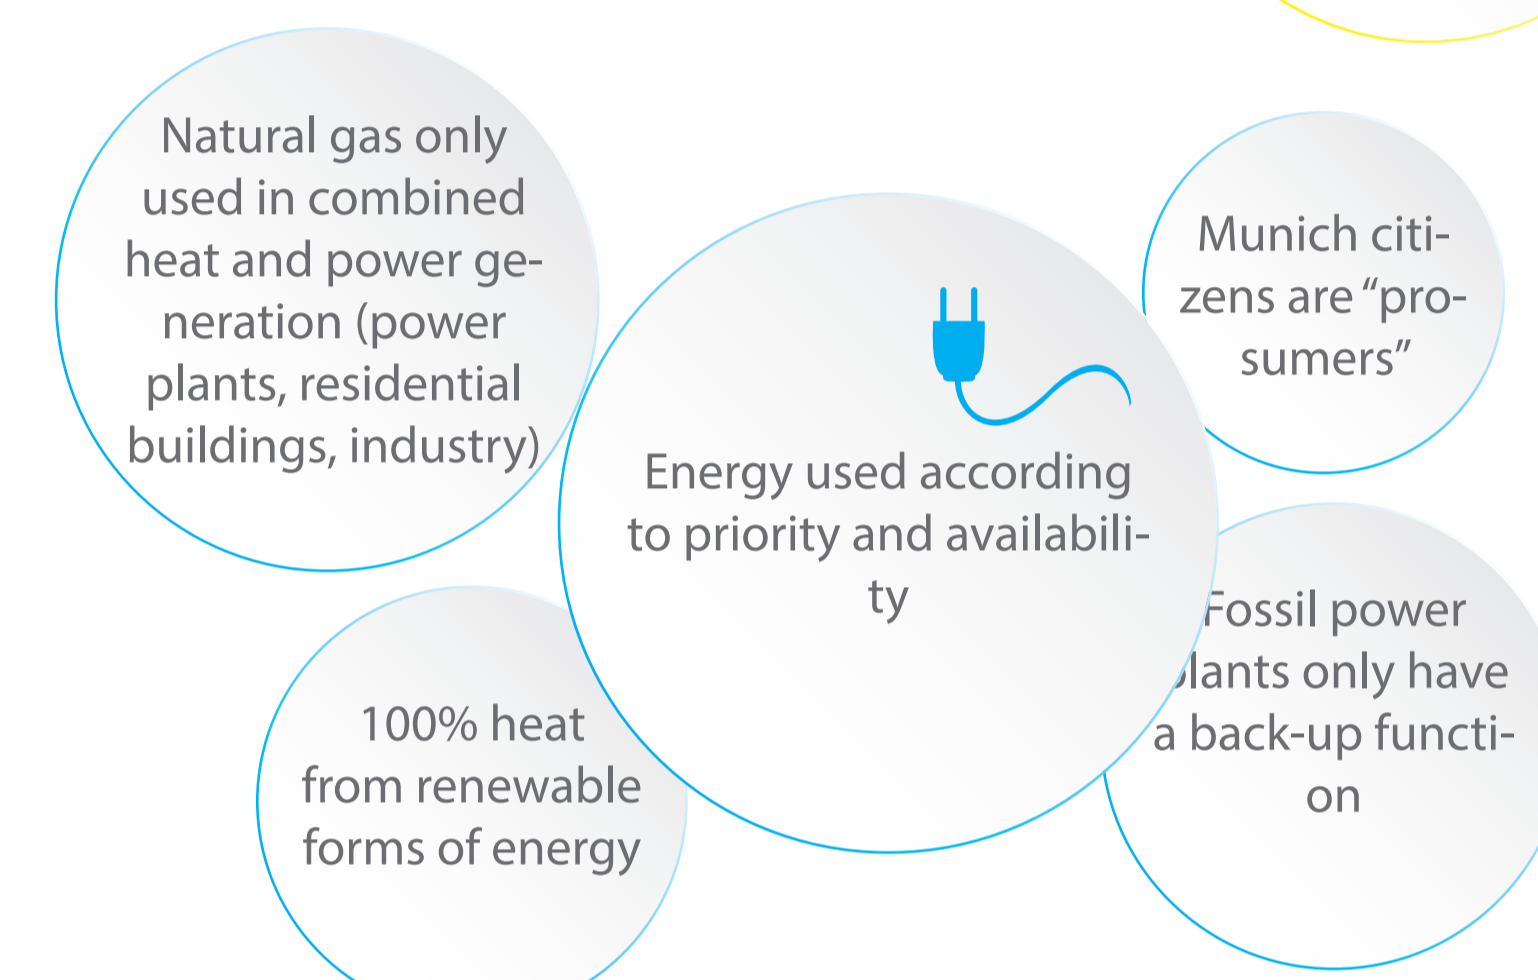 Natural gas only
used in combined
heat and power ge-
neration (power
plants, residential
buildings, industry)
Energy used according
to priority and availabili-
ty
Munich citi-
zens are “pro-
sumers”
100% heat
from renewable
forms of energy
Fossil power
plants only have
a back-up functi-
on